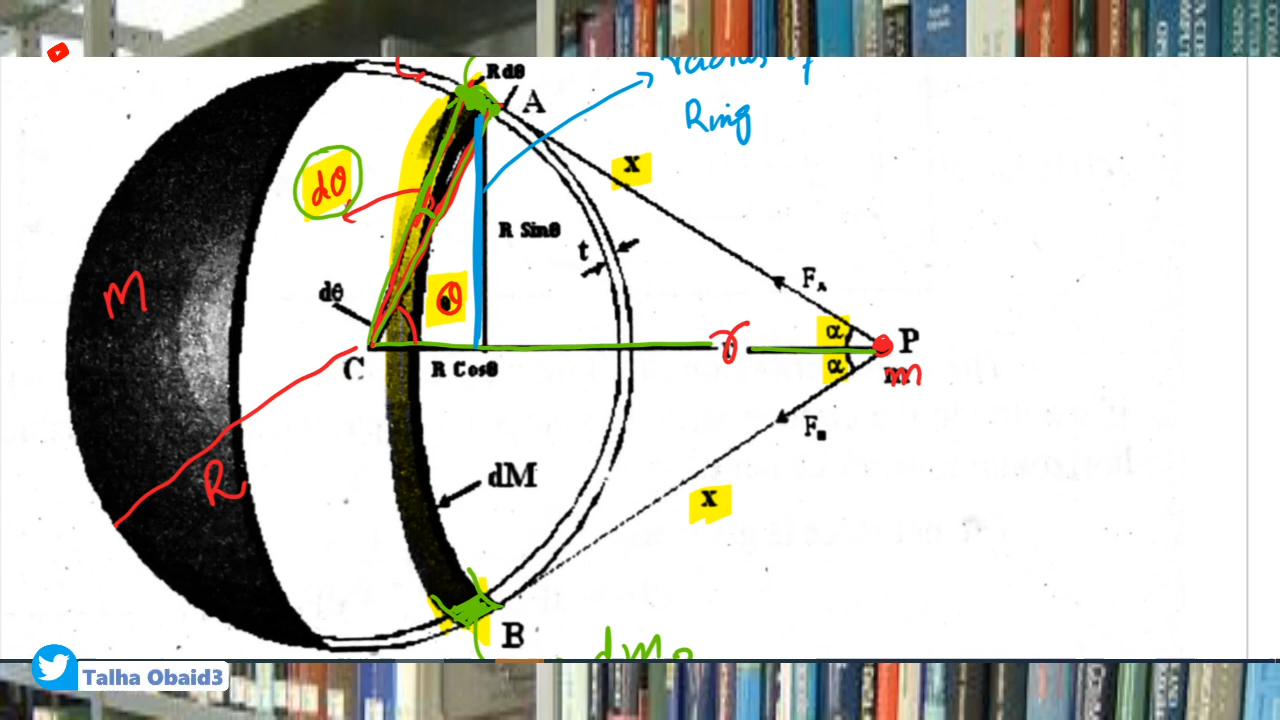 radius of
Ring
Rdθ
A
x
dθ
R Sinθ
t
Fₐ
M
dθ
θ
α
r
P
C
R Cosθ
α
m
R
dM
F_B
x
B
dm
Talha Obaid3